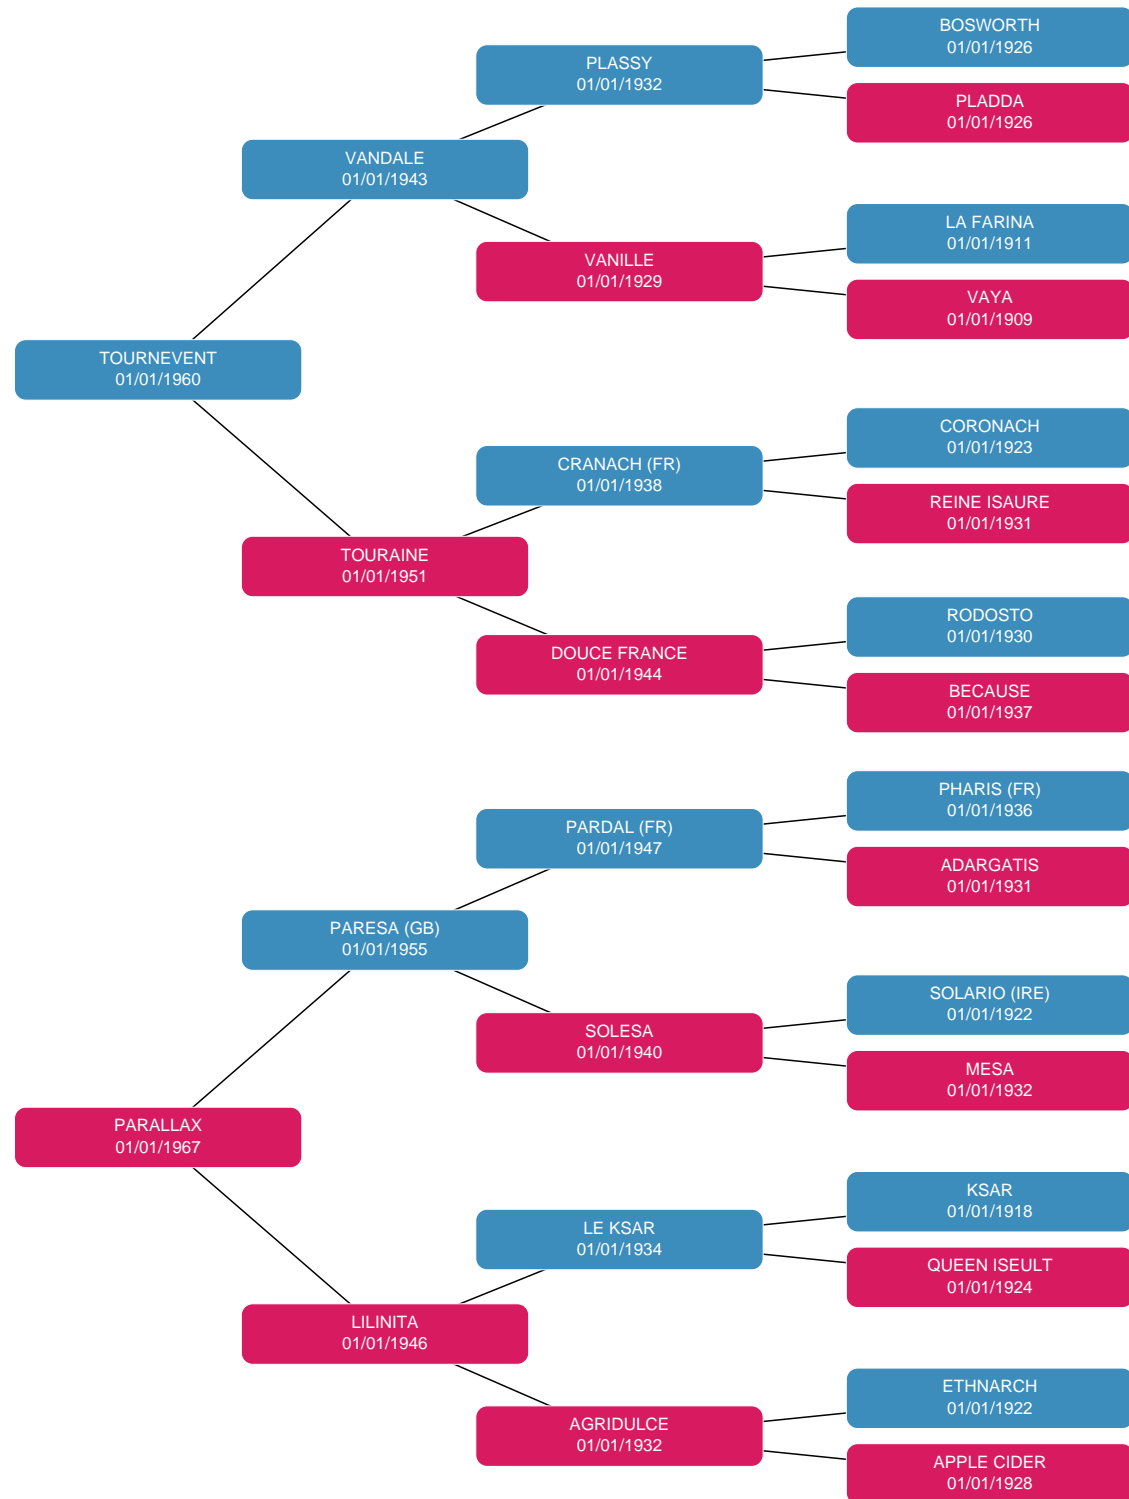 BOSWORTH
01/01/1926
PLASSY
01/01/1932
PLADDA
01/01/1926
VANDALE
01/01/1943
LA FARINA
01/01/1911
VANILLE
01/01/1929
VAYA
01/01/1909
TOURNEVENT
01/01/1960
CORONACH
01/01/1923
CRANACH (FR)
01/01/1938
REINE ISAURE
01/01/1931
TOURAINE
01/01/1951
RODOSTO
01/01/1930
DOUCE FRANCE
01/01/1944
BECAUSE
01/01/1937
PHARIS (FR)
01/01/1936
PARDAL (FR)
01/01/1947
ADARGATIS
01/01/1931
PARESA (GB)
01/01/1955
SOLARIO (IRE)
01/01/1922
SOLESA
01/01/1940
MESA
01/01/1932
PARALLAX
01/01/1967
KSAR
01/01/1918
LE KSAR
01/01/1934
QUEEN ISEULT
01/01/1924
LILINITA
01/01/1946
ETHNARCH
01/01/1922
AGRIDULCE
01/01/1932
APPLE CIDER
01/01/1928